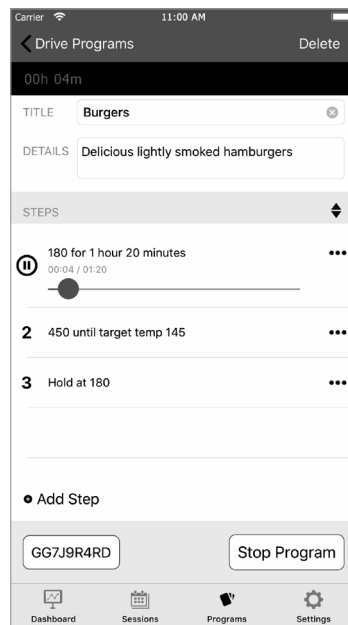 Carrier 11:00 AM
Drive Programs Delete
00h 04m
TITLE Burgers
DETAILS Delicious lightly smoked hamburgers
STEPS
180 for 1 hour 20 minutes
00:04 / 01:20
2 450 until target temp 145
3 Hold at 180
Add Step
GG7J9R4RD Stop Program
Dashboard Sessions Programs Settings